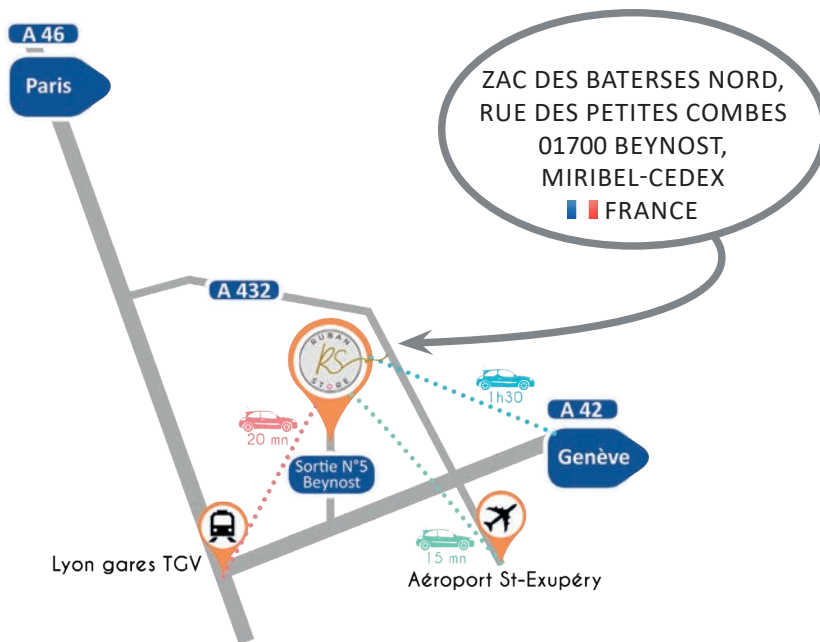 A 46
Paris
ZAC DES BATERSES NORD,
RUE DES PETITES COMBES
01700 BEYNOST,
MIRIBEL-CEDEX
FRANCE
A 432
RUBAN
RS
STORE
1h30
20 mn
A 42
Genève
Sortie N°5
Beynost
15 mn
Lyon gares TGV
Aéroport St-Exupéry